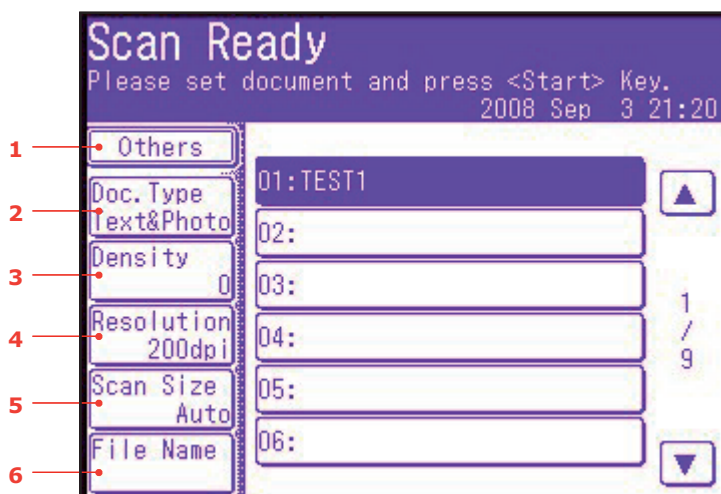 Scan Ready
Please set document and press <Start> Key.
2008 Sep 3 21:20
1
Others
2
Doc.Type
Text&Photo
3
Density
0
4
Resolution
200dpi
5
Scan Size
Auto
6
File Name
01:TEST1
02:
03:
04:
05:
06:
1
/
9